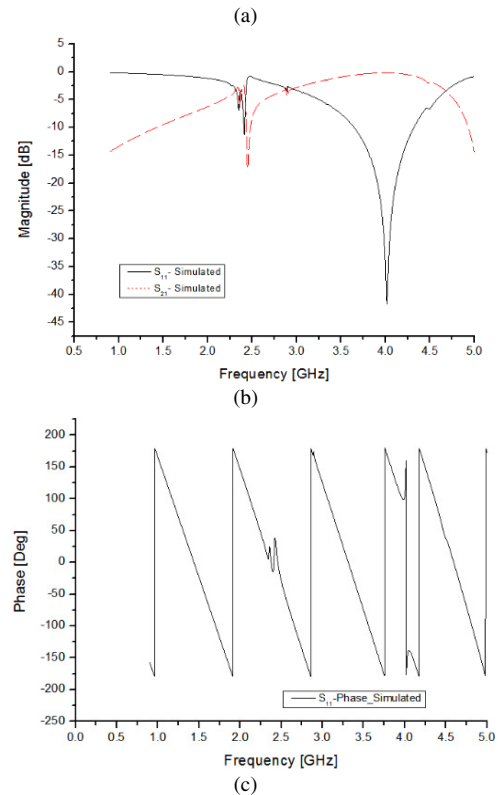 (a)
5
0
-5
-10
-15
-20
-25
-30
-35
-40
-45
Magnitude [dB]
S11- Simulated
S21- Simulated
0.5 1.0 1.5 2.0 2.5 3.0 3.5 4.0 4.5 5.0
Frequency [GHz]
(b)
200
150
100
50
0
-50
-100
-150
-200
-250
Phase [Deg]
S11-Phase_Simulated
0.0 0.5 1.0 1.5 2.0 2.5 3.0 3.5 4.0 4.5 5.0
Frequency [GHz]
(c)